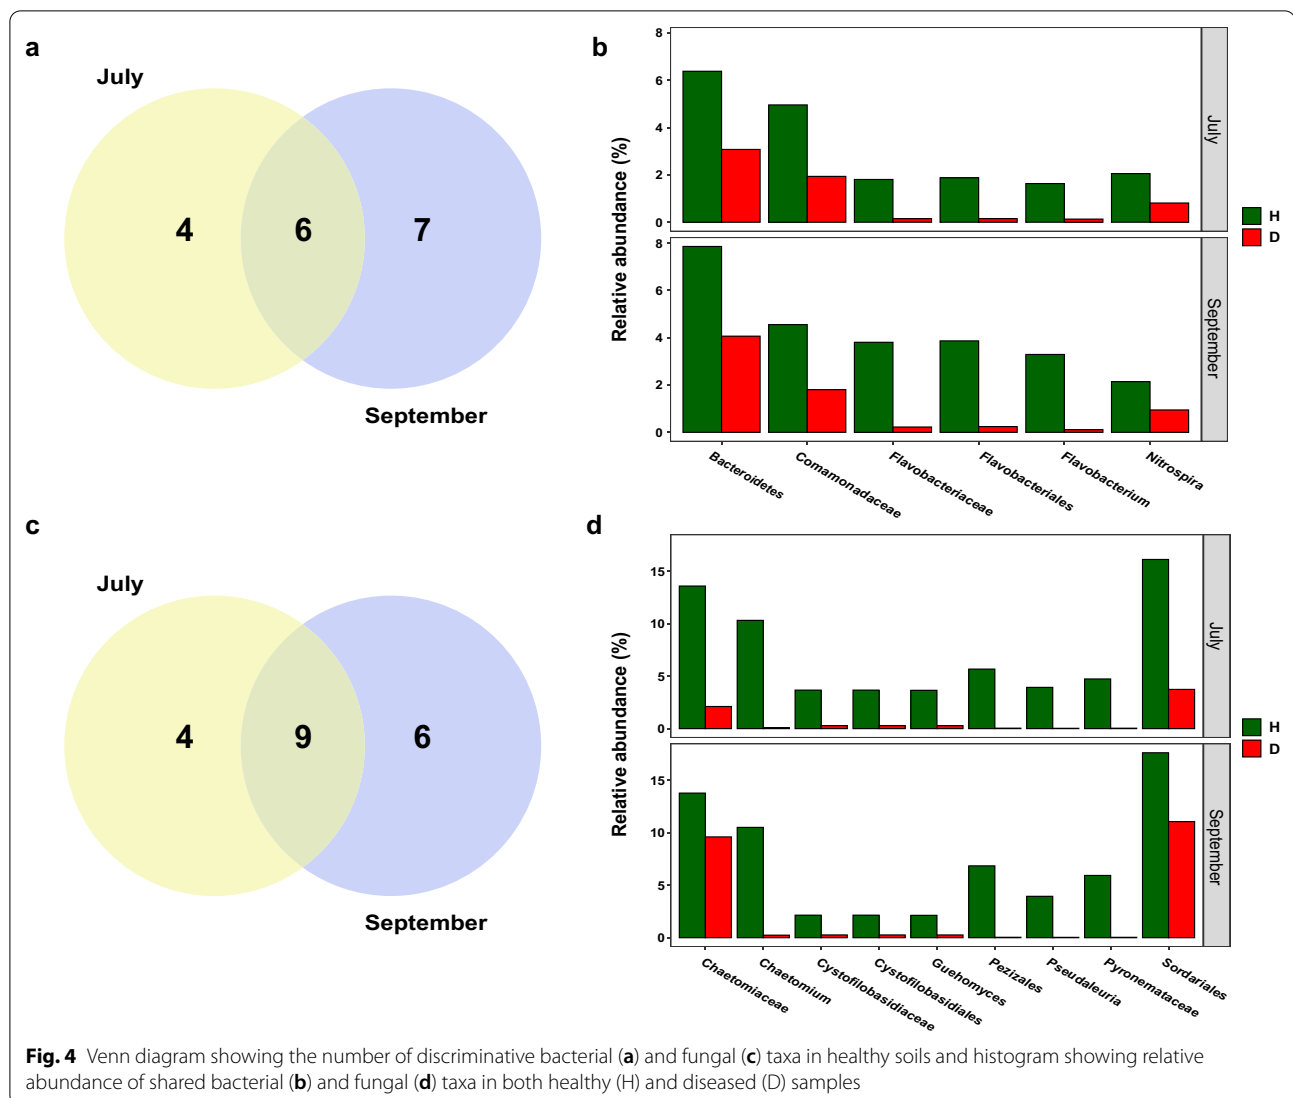 a
July
4
6
7
September
b
Relative abundance (%)
8
6
4
2
0
July
8
6
4
2
0
September
H
D
Bacteroidetes
Comamonadaceae
Flavobacteriaceae
Flavobacteriales
Flavobacterium
Nitrospira
c
July
4
9
6
September
d
Relative abundance (%)
15
10
5
0
July
15
10
5
0
September
H
D
Chaetomiaceae
Chaetomium
Cystofilobasidiaceae
Cystofilobasidiales
Guehomyces
Pezizales
Pseudaleuria
Pyronemataceae
Sordariales
Fig. 4 Venn diagram showing the number of discriminative bacterial (a) and fungal (c) taxa in healthy soils and histogram showing relative
abundance of shared bacterial (b) and fungal (d) taxa in both healthy (H) and diseased (D) samples